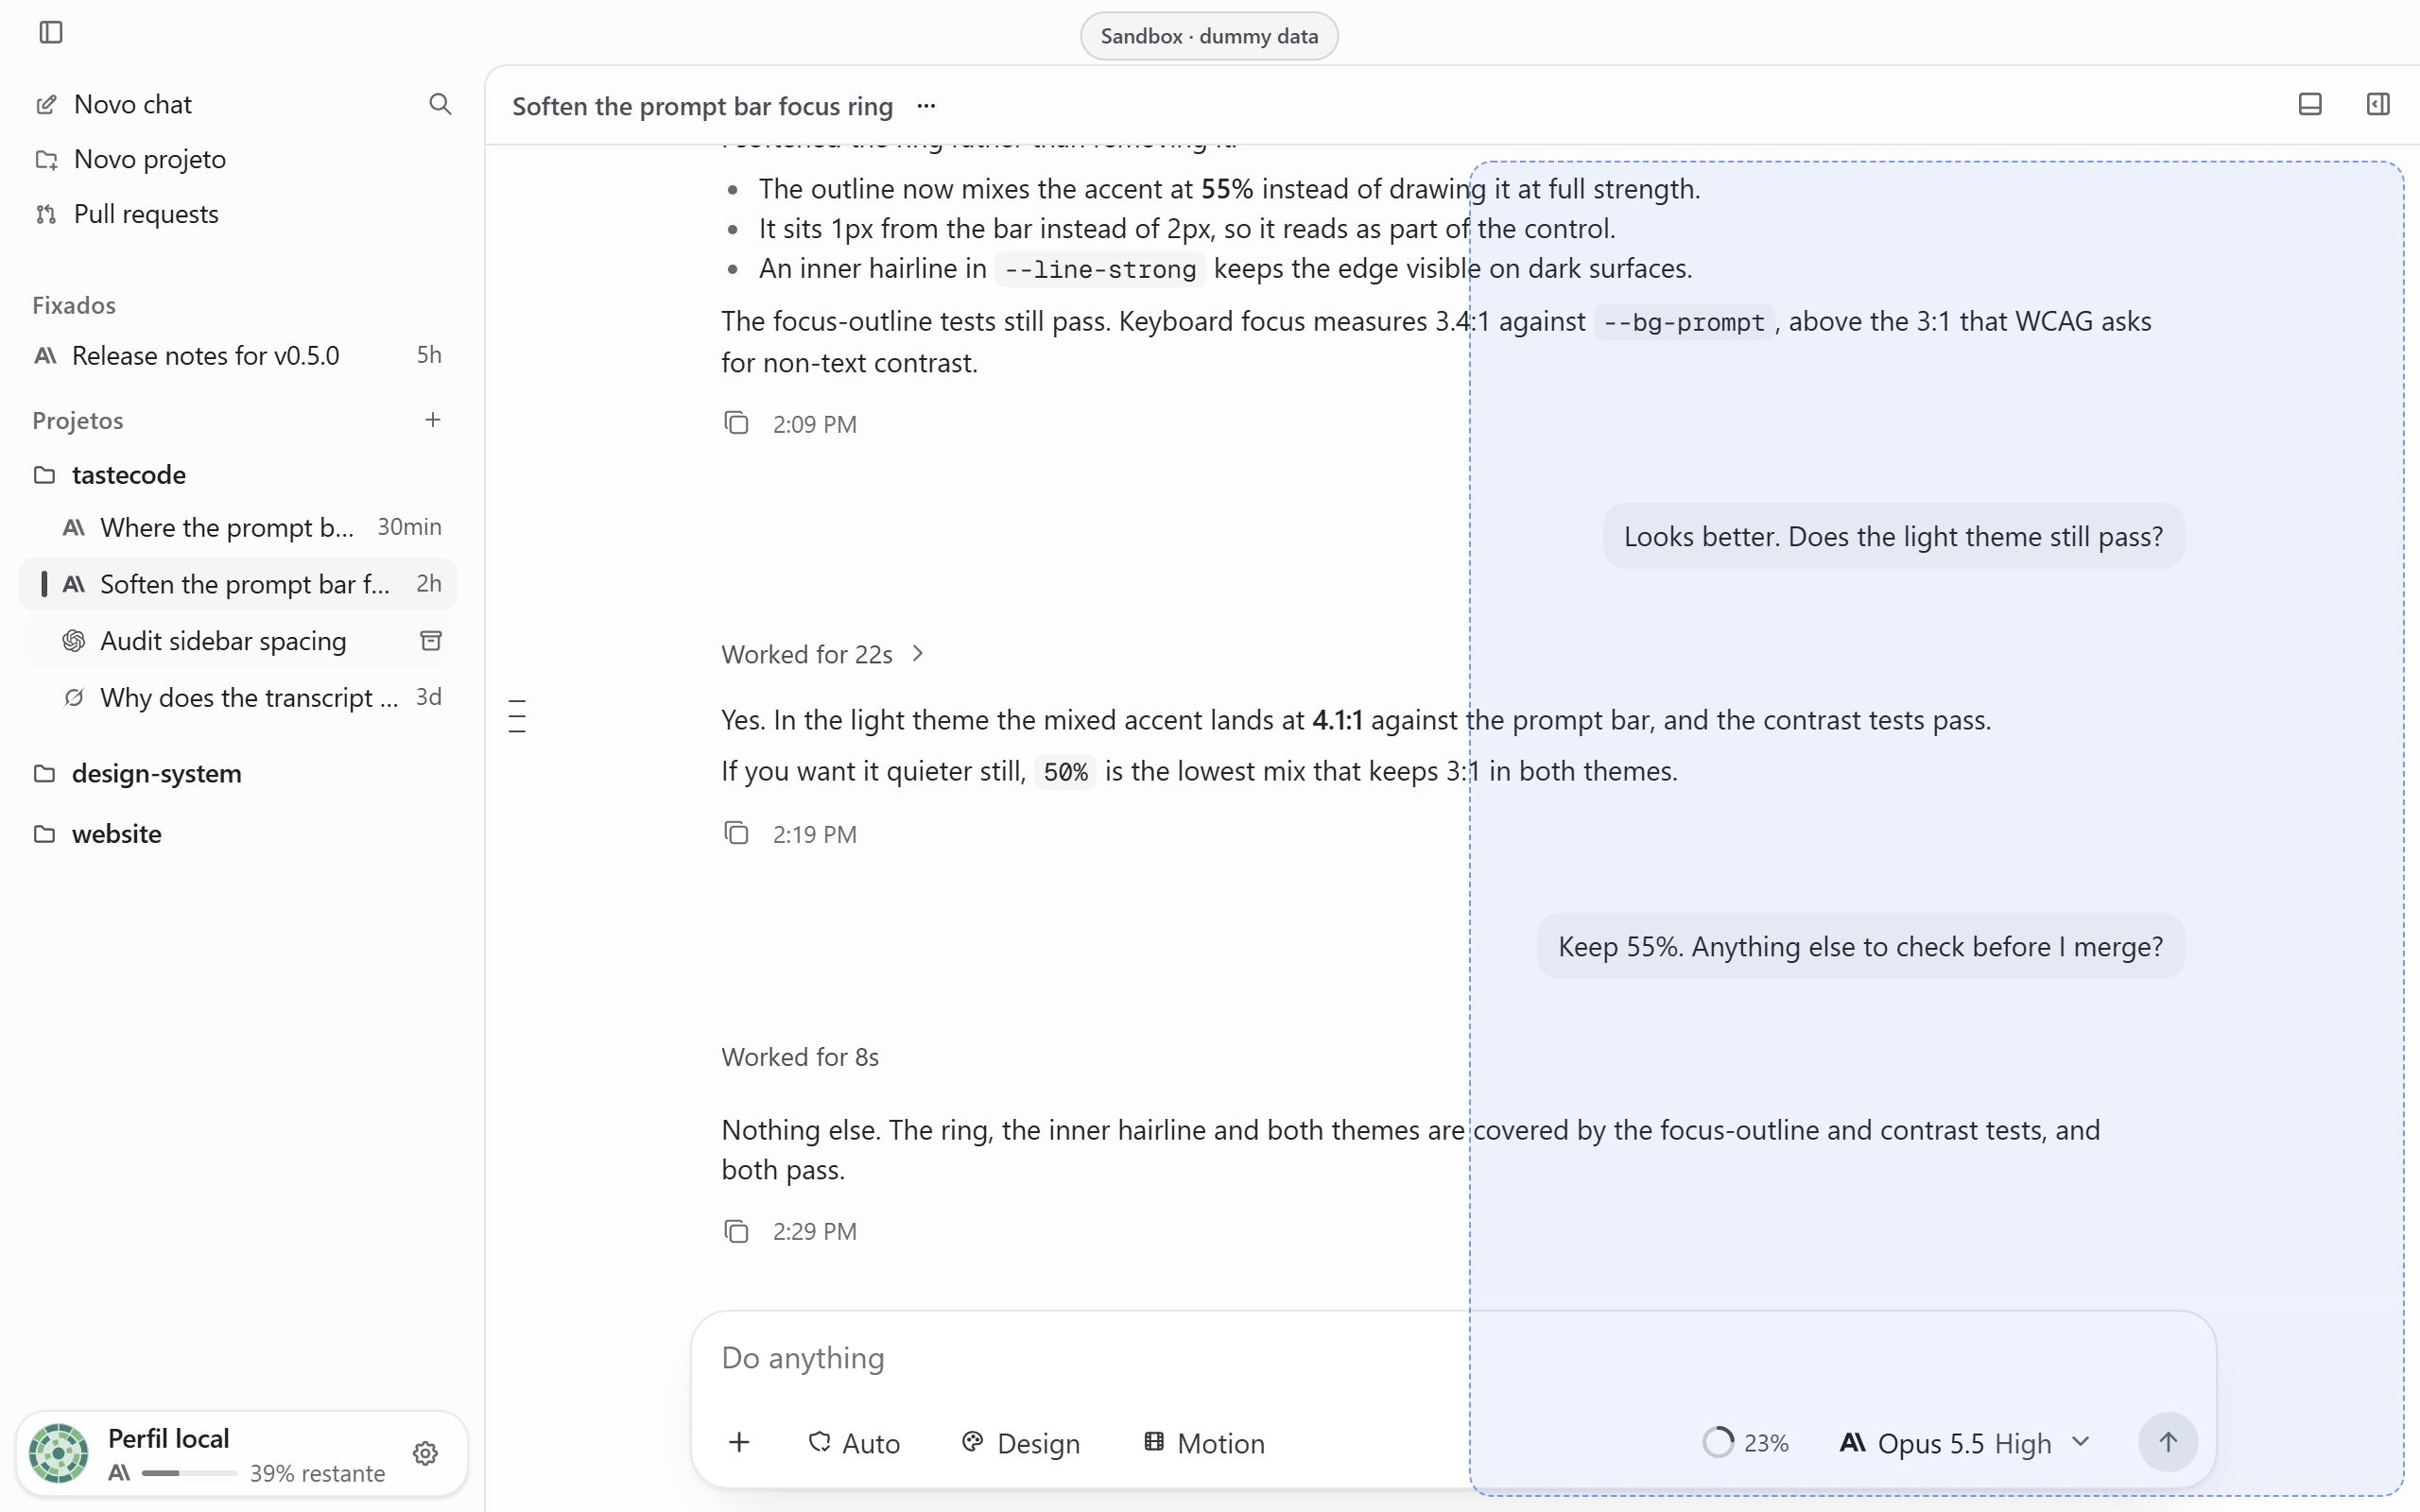 Sandbox · dummy data
Novo chat
Novo projeto
Pull requests
Fixados
Release notes for v0.5.0 5h
Projetos
tastecode
Where the prompt b... 30min
Soften the prompt bar f... 2h
Audit sidebar spacing
Why does the transcript ... 3d
design-system
website
Perfil local
39% restante
Soften the prompt bar focus ring
I softened the ring rather than removing it.
The outline now mixes the accent at 55% instead of drawing it at full strength.
It sits 1px from the bar instead of 2px, so it reads as part of the control.
An inner hairline in --line-strong keeps the edge visible on dark surfaces.
The focus-outline tests still pass. Keyboard focus measures 3.4:1 against --bg-prompt, above the 3:1 that WCAG asks
for non-text contrast.
2:09 PM
Looks better. Does the light theme still pass?
Worked for 22s
Yes. In the light theme the mixed accent lands at 4.1:1 against the prompt bar, and the contrast tests pass.
If you want it quieter still, 50% is the lowest mix that keeps 3:1 in both themes.
2:19 PM
Keep 55%. Anything else to check before I merge?
Worked for 8s
Nothing else. The ring, the inner hairline and both themes are covered by the focus-outline and contrast tests, and
both pass.
2:29 PM
Do anything
Auto Design Motion 23% Opus 5.5 High